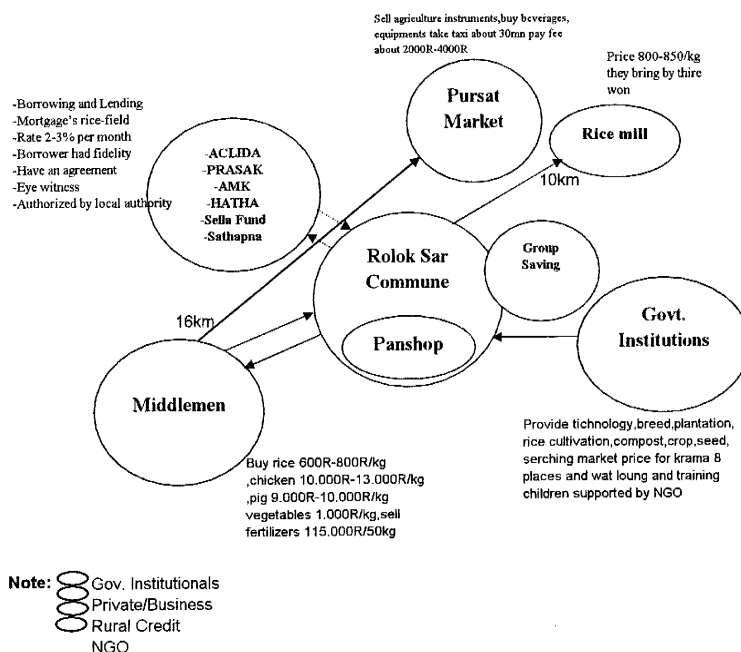 Sell agriculture instruments,buy beverages,
equipments take taxi about 30mn pay fee
about 2000R-4000R
Price 800-850/kg
they bring by thire
won
Pursat
Market
Rice mill
-Borrowing and Lending
-Mortgage's rice-field
-Rate 2-3% per month
-Borrower had fidelity
-Have an agreement
-Eye witness
-Authorized by local authority
-ACLIDA
-PRASAK
-AMK
-HATHA
-Sella Fund
-Sathapna
10km
Rolok Sar
Commune
Group
Saving
Panshop
16km
Govt.
Institutions
Middlemen
Provide tichnology,breed,plantation,
rice cultivation,compost,crop,seed,
serching market price for krama 8
places and wat loung and training
children supported by NGO
Buy rice 600R-800R/kg
,chicken 10.000R-13.000R/kg
,pig 9.000R-10.000R/kg
vegetables 1.000R/kg,sell
fertilizers 115.000R/50kg
Note:
Gov. Institutionals
Private/Business
Rural Credit
NGO